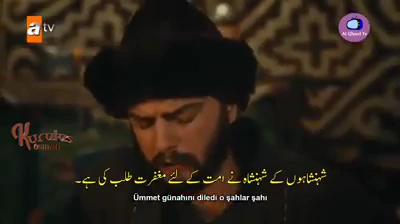 atv
Al Ghazi Tv
Kuruluş
Osman
شہنشاہوں کے شہنشاہ نے امت کے لئے مغفرت طلب کی ہے۔
Ümmet günahını diledi o şahlar şahı